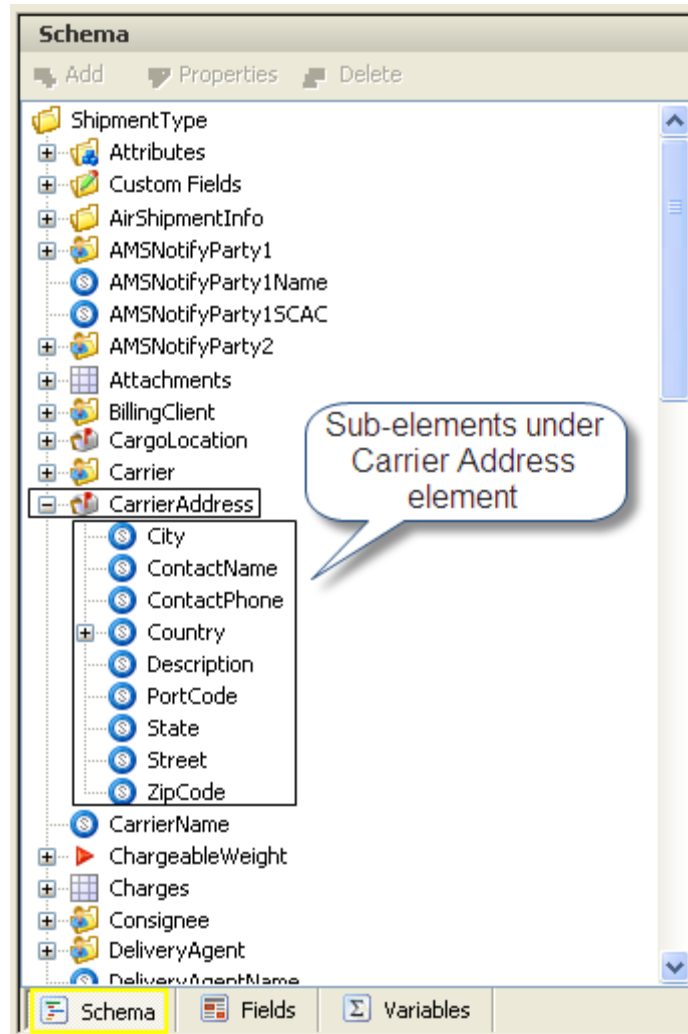 Schema
Add Properties Delete
ShipmentType
Attributes
Custom Fields
AirShipmentInfo
AMSNotifyParty1
AMSNotifyParty1Name
AMSNotifyParty1SCAC
AMSNotifyParty2
Attachments
BillingClient
CargoLocation
Carrier
CarrierAddress
Sub-elements under
Carrier Address
element
City
ContactName
ContactPhone
Country
Description
PortCode
State
Street
ZipCode
CarrierName
ChargeableWeight
Charges
Consignee
DeliveryAgent
DeliveryAgentName
Schema Fields Variables